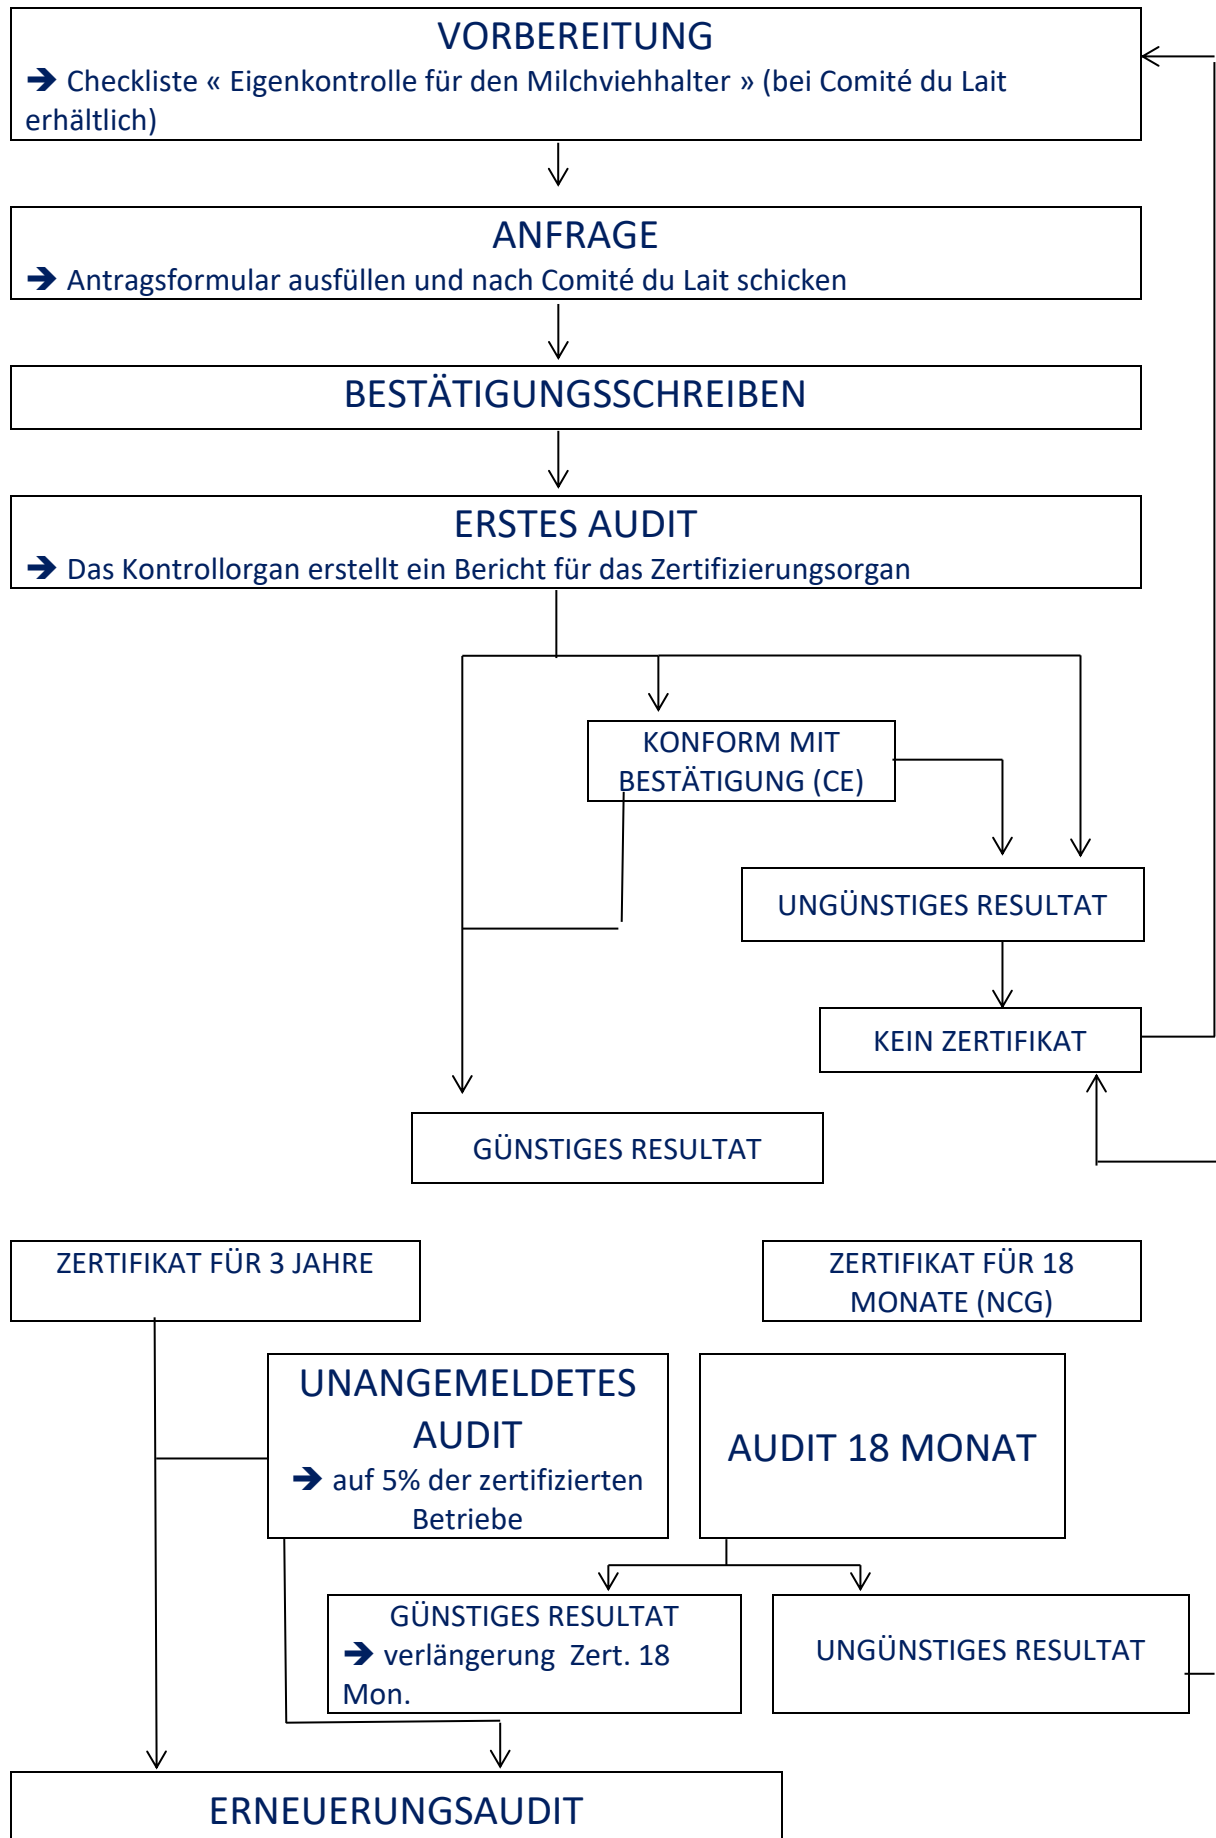 VORBEREITUNG
➔ Checkliste « Eigenkontrolle für den Milchviehhalter » (bei Comité du Lait
erhältlich)
ANFRAGE
➔ Antragsformular ausfüllen und nach Comité du Lait schicken
BESTÄTIGUNGSSCHREIBEN
ERSTES AUDIT
➔ Das Kontrollorgan erstellt ein Bericht für das Zertifizierungsorgan
KONFORM MIT
BESTÄTIGUNG (CE)
UNGÜNSTIGES RESULTAT
KEIN ZERTIFIKAT
GÜNSTIGES RESULTAT
ZERTIFIKAT FÜR 3 JAHRE
ZERTIFIKAT FÜR 18
MONATE (NCG)
UNANGEMELDETES
AUDIT
➔ auf 5% der zertifizierten
Betriebe
AUDIT 18 MONAT
GÜNSTIGES RESULTAT
➔ verlängerung Zert. 18
Mon.
UNGÜNSTIGES RESULTAT
ERNEUERUNGSAUDIT